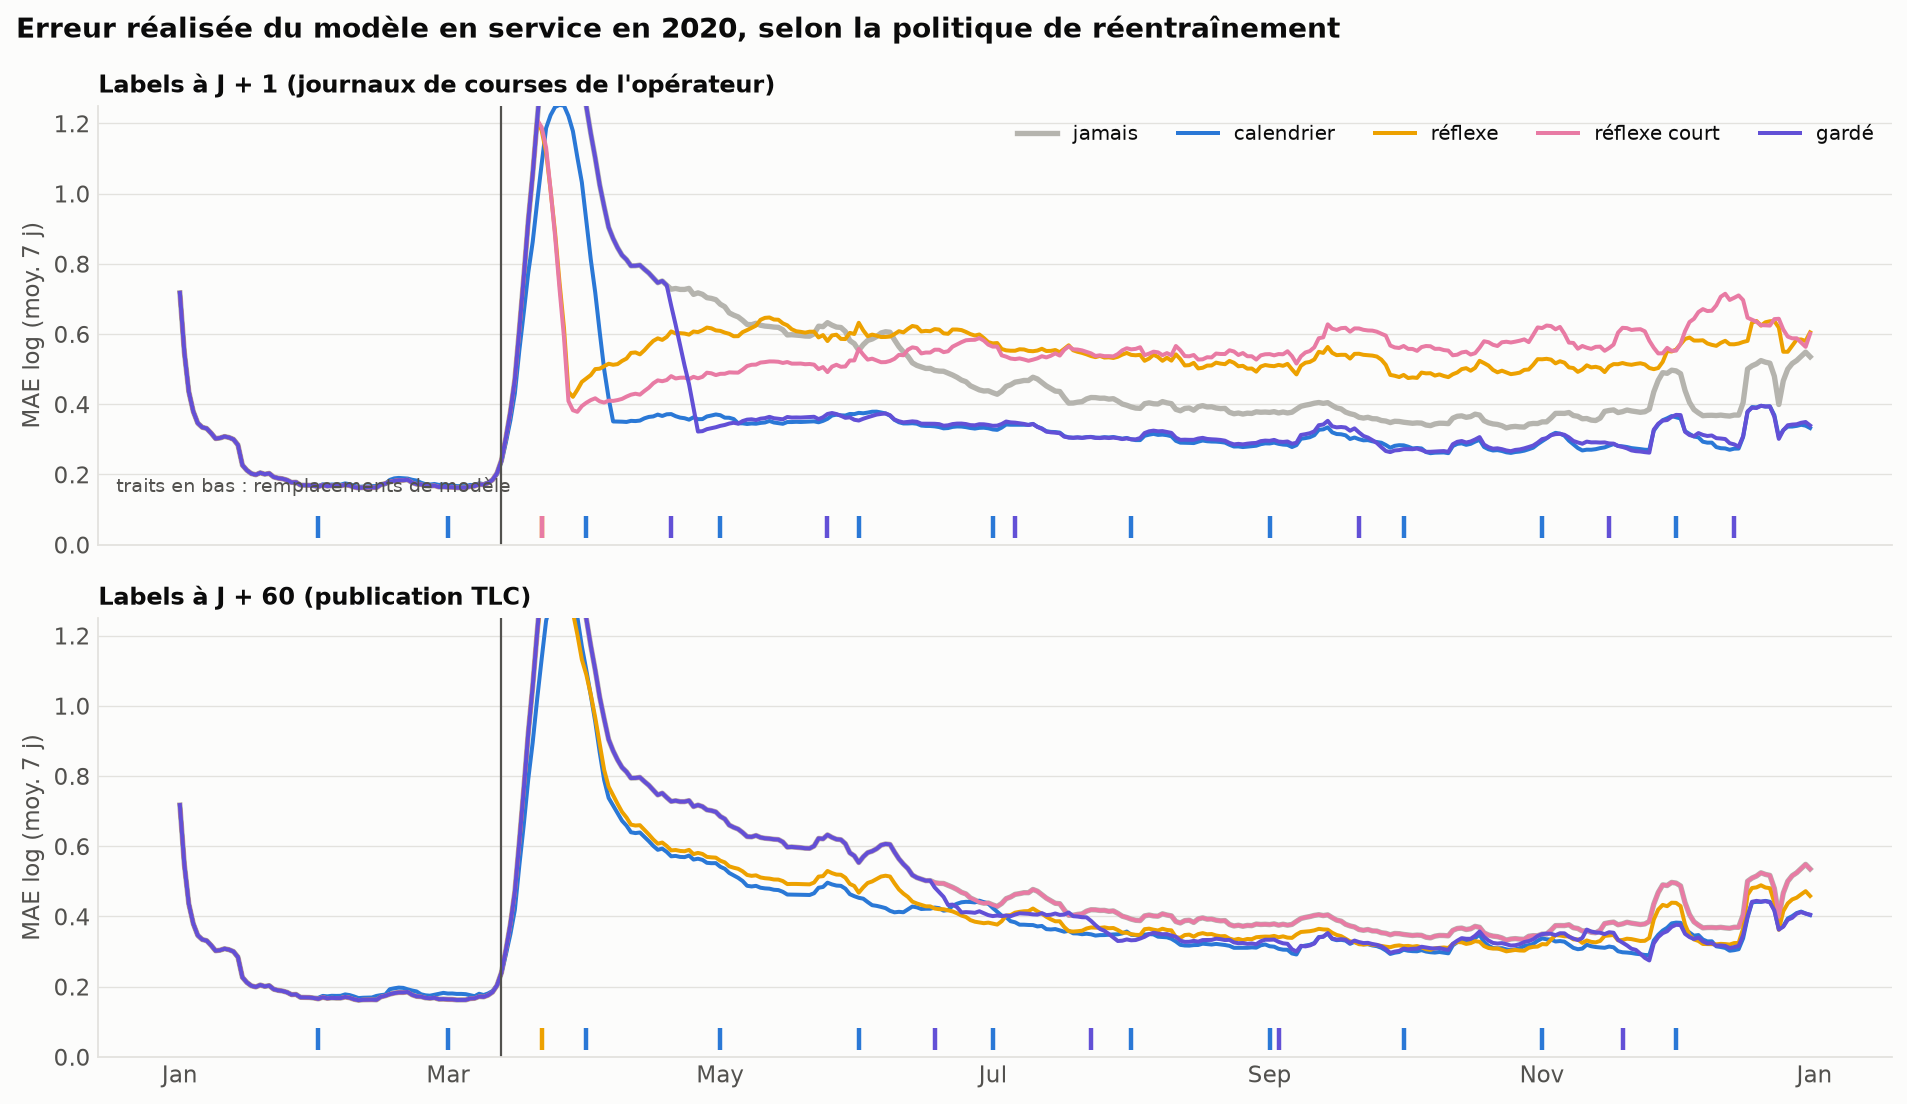 Erreur réalisée du modèle en service en 2020, selon la politique de réentraînement
Labels à J + 1 (journaux de courses de l'opérateur)
jamais calendrier réflexe réflexe court gardé
MAE log (moy. 7 j)
1.2
1.0
0.8
0.6
0.4
0.2
0.0
traits en bas : remplacements de modèle
Labels à J + 60 (publication TLC)
MAE log (moy. 7 j)
1.2
1.0
0.8
0.6
0.4
0.2
0.0
Jan Mar May Jul Sep Nov Jan